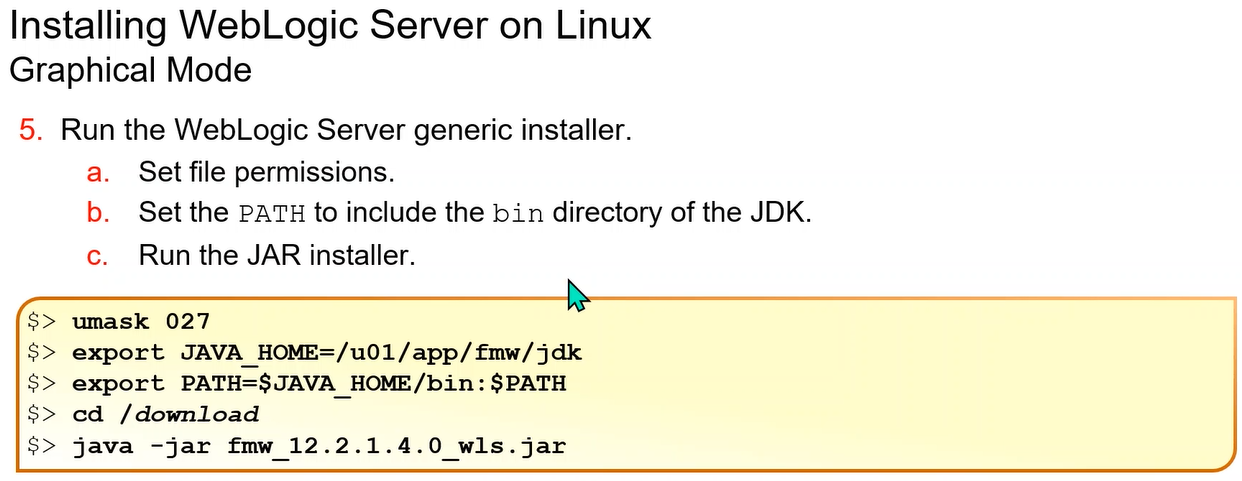 Installing WebLogic Server on Linux
Graphical Mode
5. Run the WebLogic Server generic installer.
a. Set file permissions.
b. Set the PATH to include the bin directory of the JDK.
c. Run the JAR installer.
$> umask 027
$> export JAVA_HOME=/u01/app/fmw/jdk
$> export PATH=$JAVA_HOME/bin:$PATH
$> cd /download
$> java -jar fmw_12.2.1.4.0_wls.jar